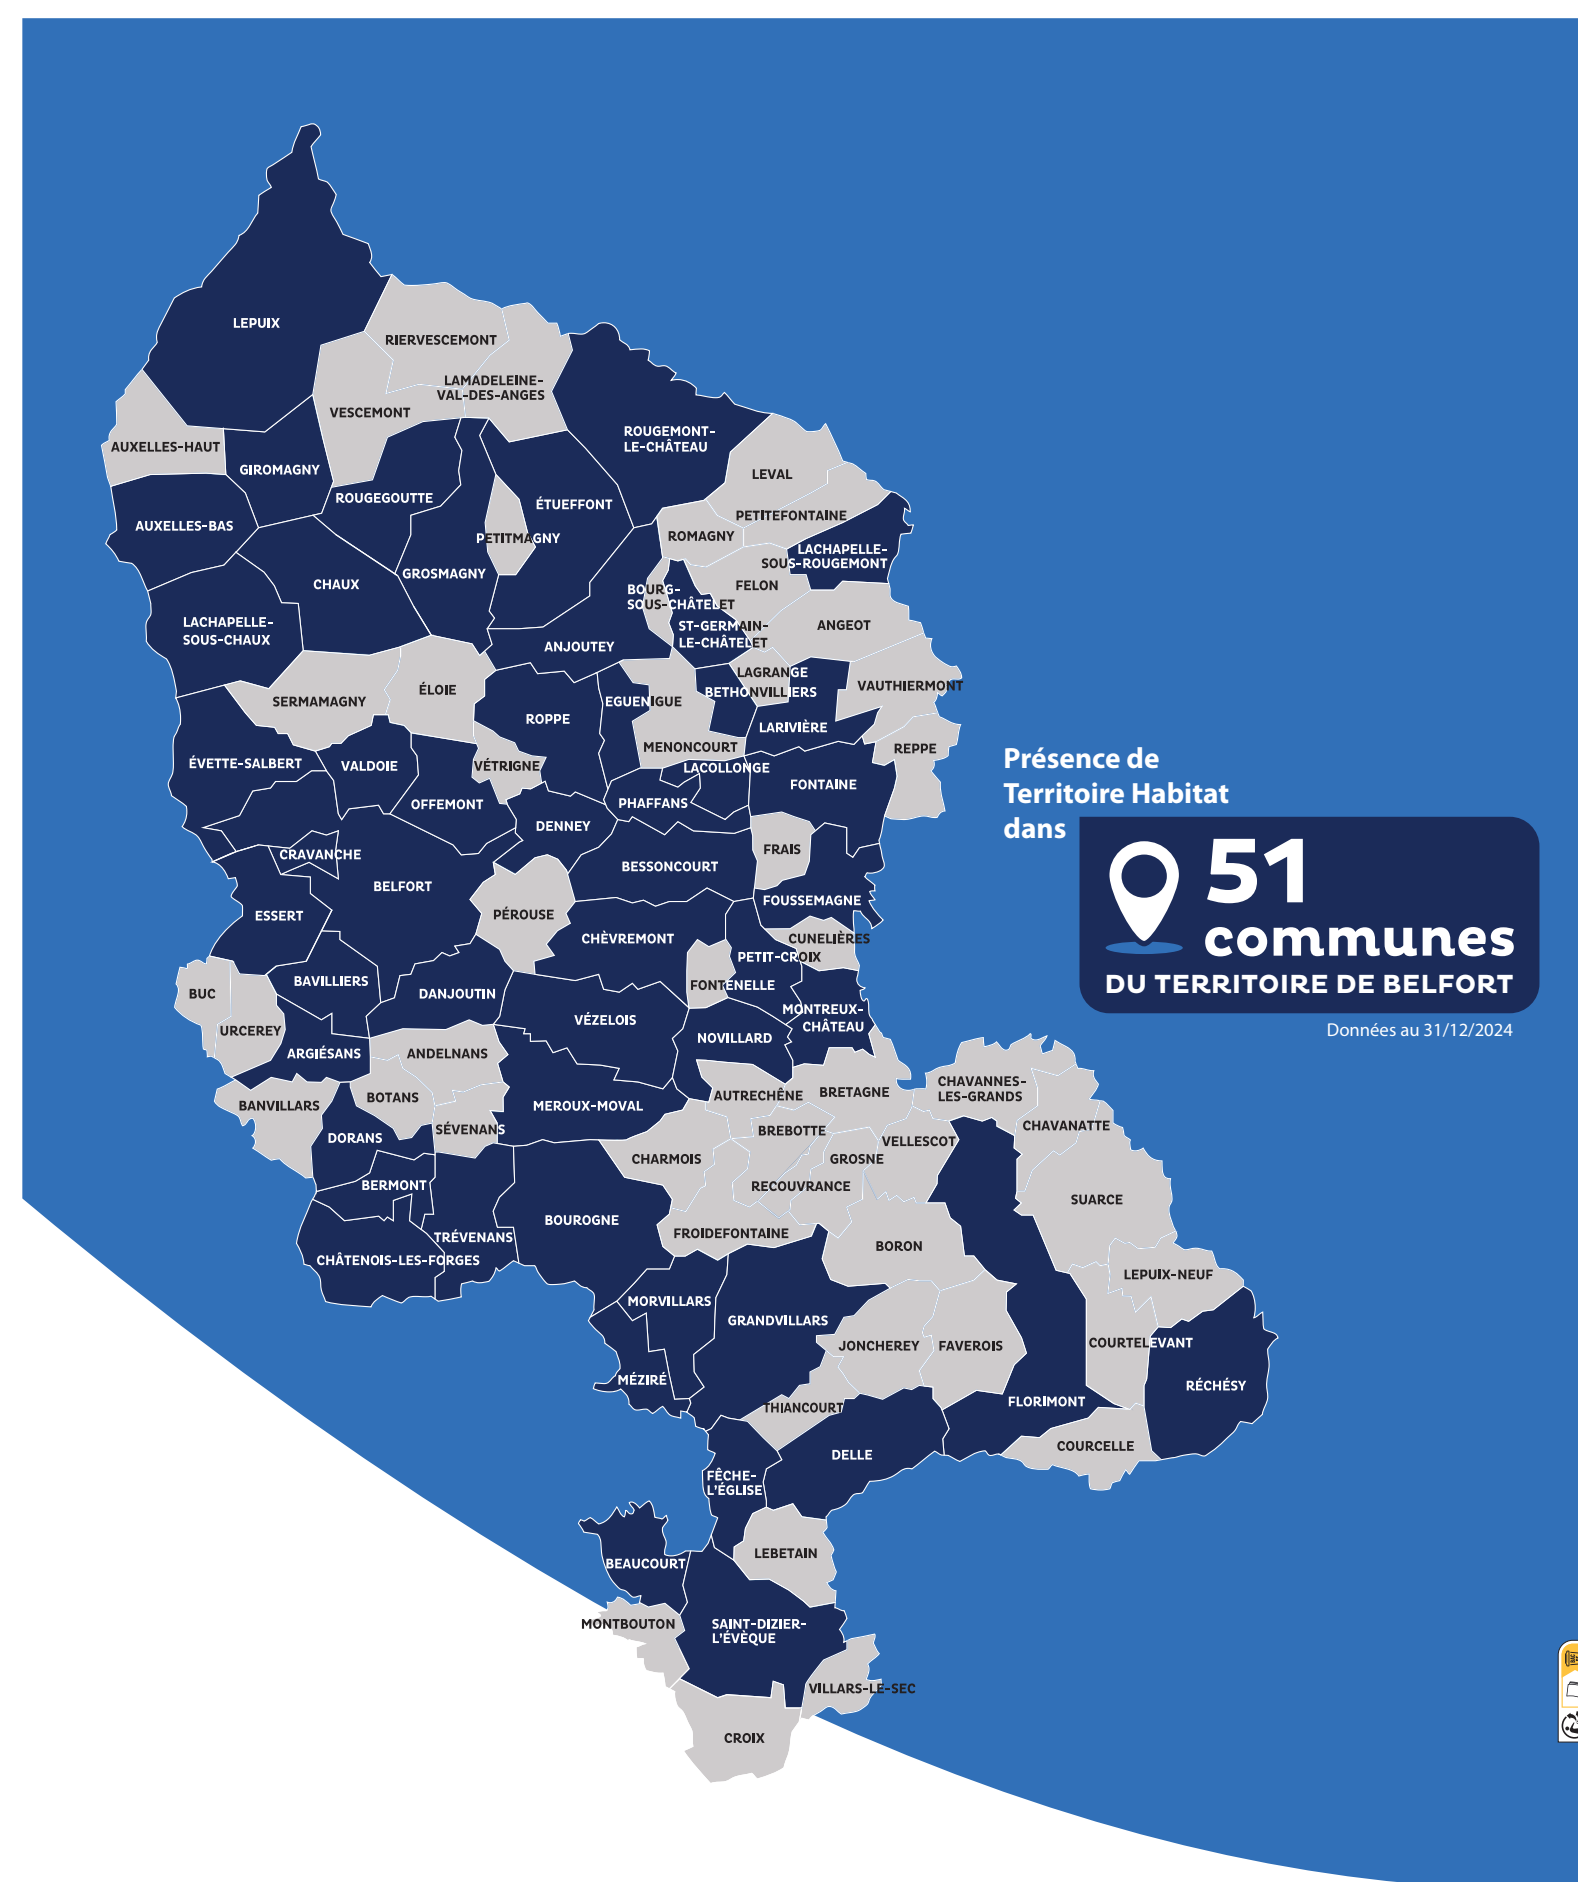 LEPUIX
RIERVESCEMONT
LAMADELEINE-
VAL-DES-ANGES
VESCEMONT
ROUGEMONT-
LE-CHÂTEAU
AUXELLES-HAUT
GIROMAGNY
LEVAL
ROUGEGOUTTE
ÉTUEFFONT
PETITEFONTAINE
AUXELLES-BAS
PETITMAGNY
ROMAGNY
LACHAPELLE-
SOUS-ROUGEMONT
CHAUX
GROSMAGNY
BOURG-
SOUS-CHÂTELET
FELON
LACHAPELLE-
SOUS-CHAUX
ST-GERMAIN-
LE-CHÂTELET
ANGEOT
ANJOUTEY
LAGRANGE
SERMAMAGNY
ÉLOIE
EGUENIGUE
BETHONVILLIERS
VAUTHIERMONT
ROPPE
LARIVIÈRE
MENONCOURT
REPPE
ÉVETTE-SALBERT
VALDOIE
VÉTRIGNE
LACOLLONGE
FONTAINE
OFFEMONT
PHAFFANS
DENNEY
FRAIS
CRAVANCHE
BESSONCOURT
BELFORT
FOUSSEMAGNE
ESSERT
PÉROUSE
CHÈVREMONT
CUNELIÈRES
PETIT-CROIX
BAVILLIERS
FONTENELLE
BUC
DANJOUTIN
MONTREUX-
CHÂTEAU
URCEREY
VÉZELOIS
NOVILLARD
ARGIÉSANS
ANDELNANS
CHAVANNES-
LES-GRANDS
BANVILLARS
BOTANS
MEROUX-MOVAL
AUTRECHÊNE
BRETAGNE
SÉVENANS
BREBOTTE
CHAVANATTE
DORANS
VELLESCOT
CHARMOIS
GROSNE
BERMONT
RECOUVRANCE
SUARCE
BOUROGNE
TRÉVENANS
FROIDEFONTAINE
BORON
CHÂTENOIS-LES-FORGES
LEPUIX-NEUF
MORVILLARS
GRANDVILLARS
JONCHEREY
FAVEROIS
COURTELEVANT
MÉZIRÉ
RÉCHÉSY
THIANCOURT
FLORIMONT
DELLE
COURCELLE
FÊCHE-
L'ÉGLISE
LEBETAIN
BEAUCOURT
MONTBOUTON
SAINT-DIZIER-
L'ÉVÈQUE
VILLARS-LE-SEC
CROIX
Présence de
Territoire Habitat
dans
51
communes
DU TERRITOIRE DE BELFORT
Données au 31/12/2024